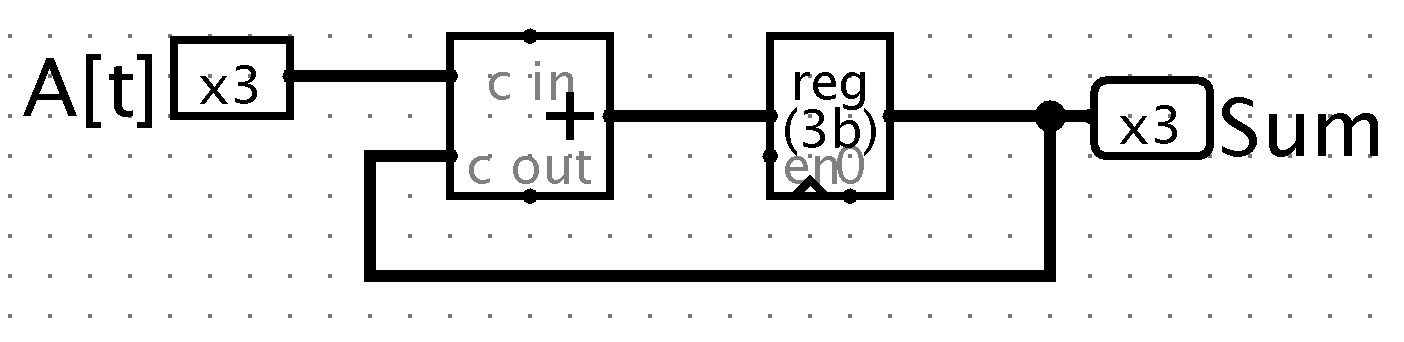 A[t]
x3
c in
+
c out
reg
(3b)
en0
x3
Sum